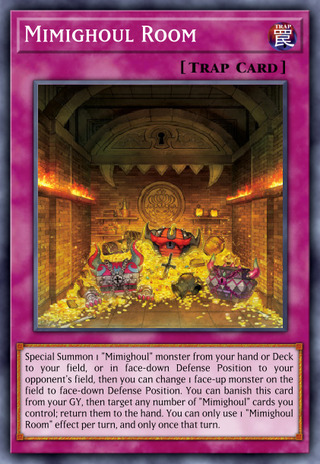 Mimighoul Room
TRAP
罠
[Trap Card]
Special Summon 1 "Mimighoul" monster from your hand or Deck
to your field, or in face-down Defense Position to your
opponent's field, then you can change 1 face-up monster on the
field to face-down Defense Position. You can banish this
card from your GY, then target any number of "Mimighoul" cards you
control; return them to the hand. You can only use 1 "Mimighoul
Room" effect per turn, and only once that turn.